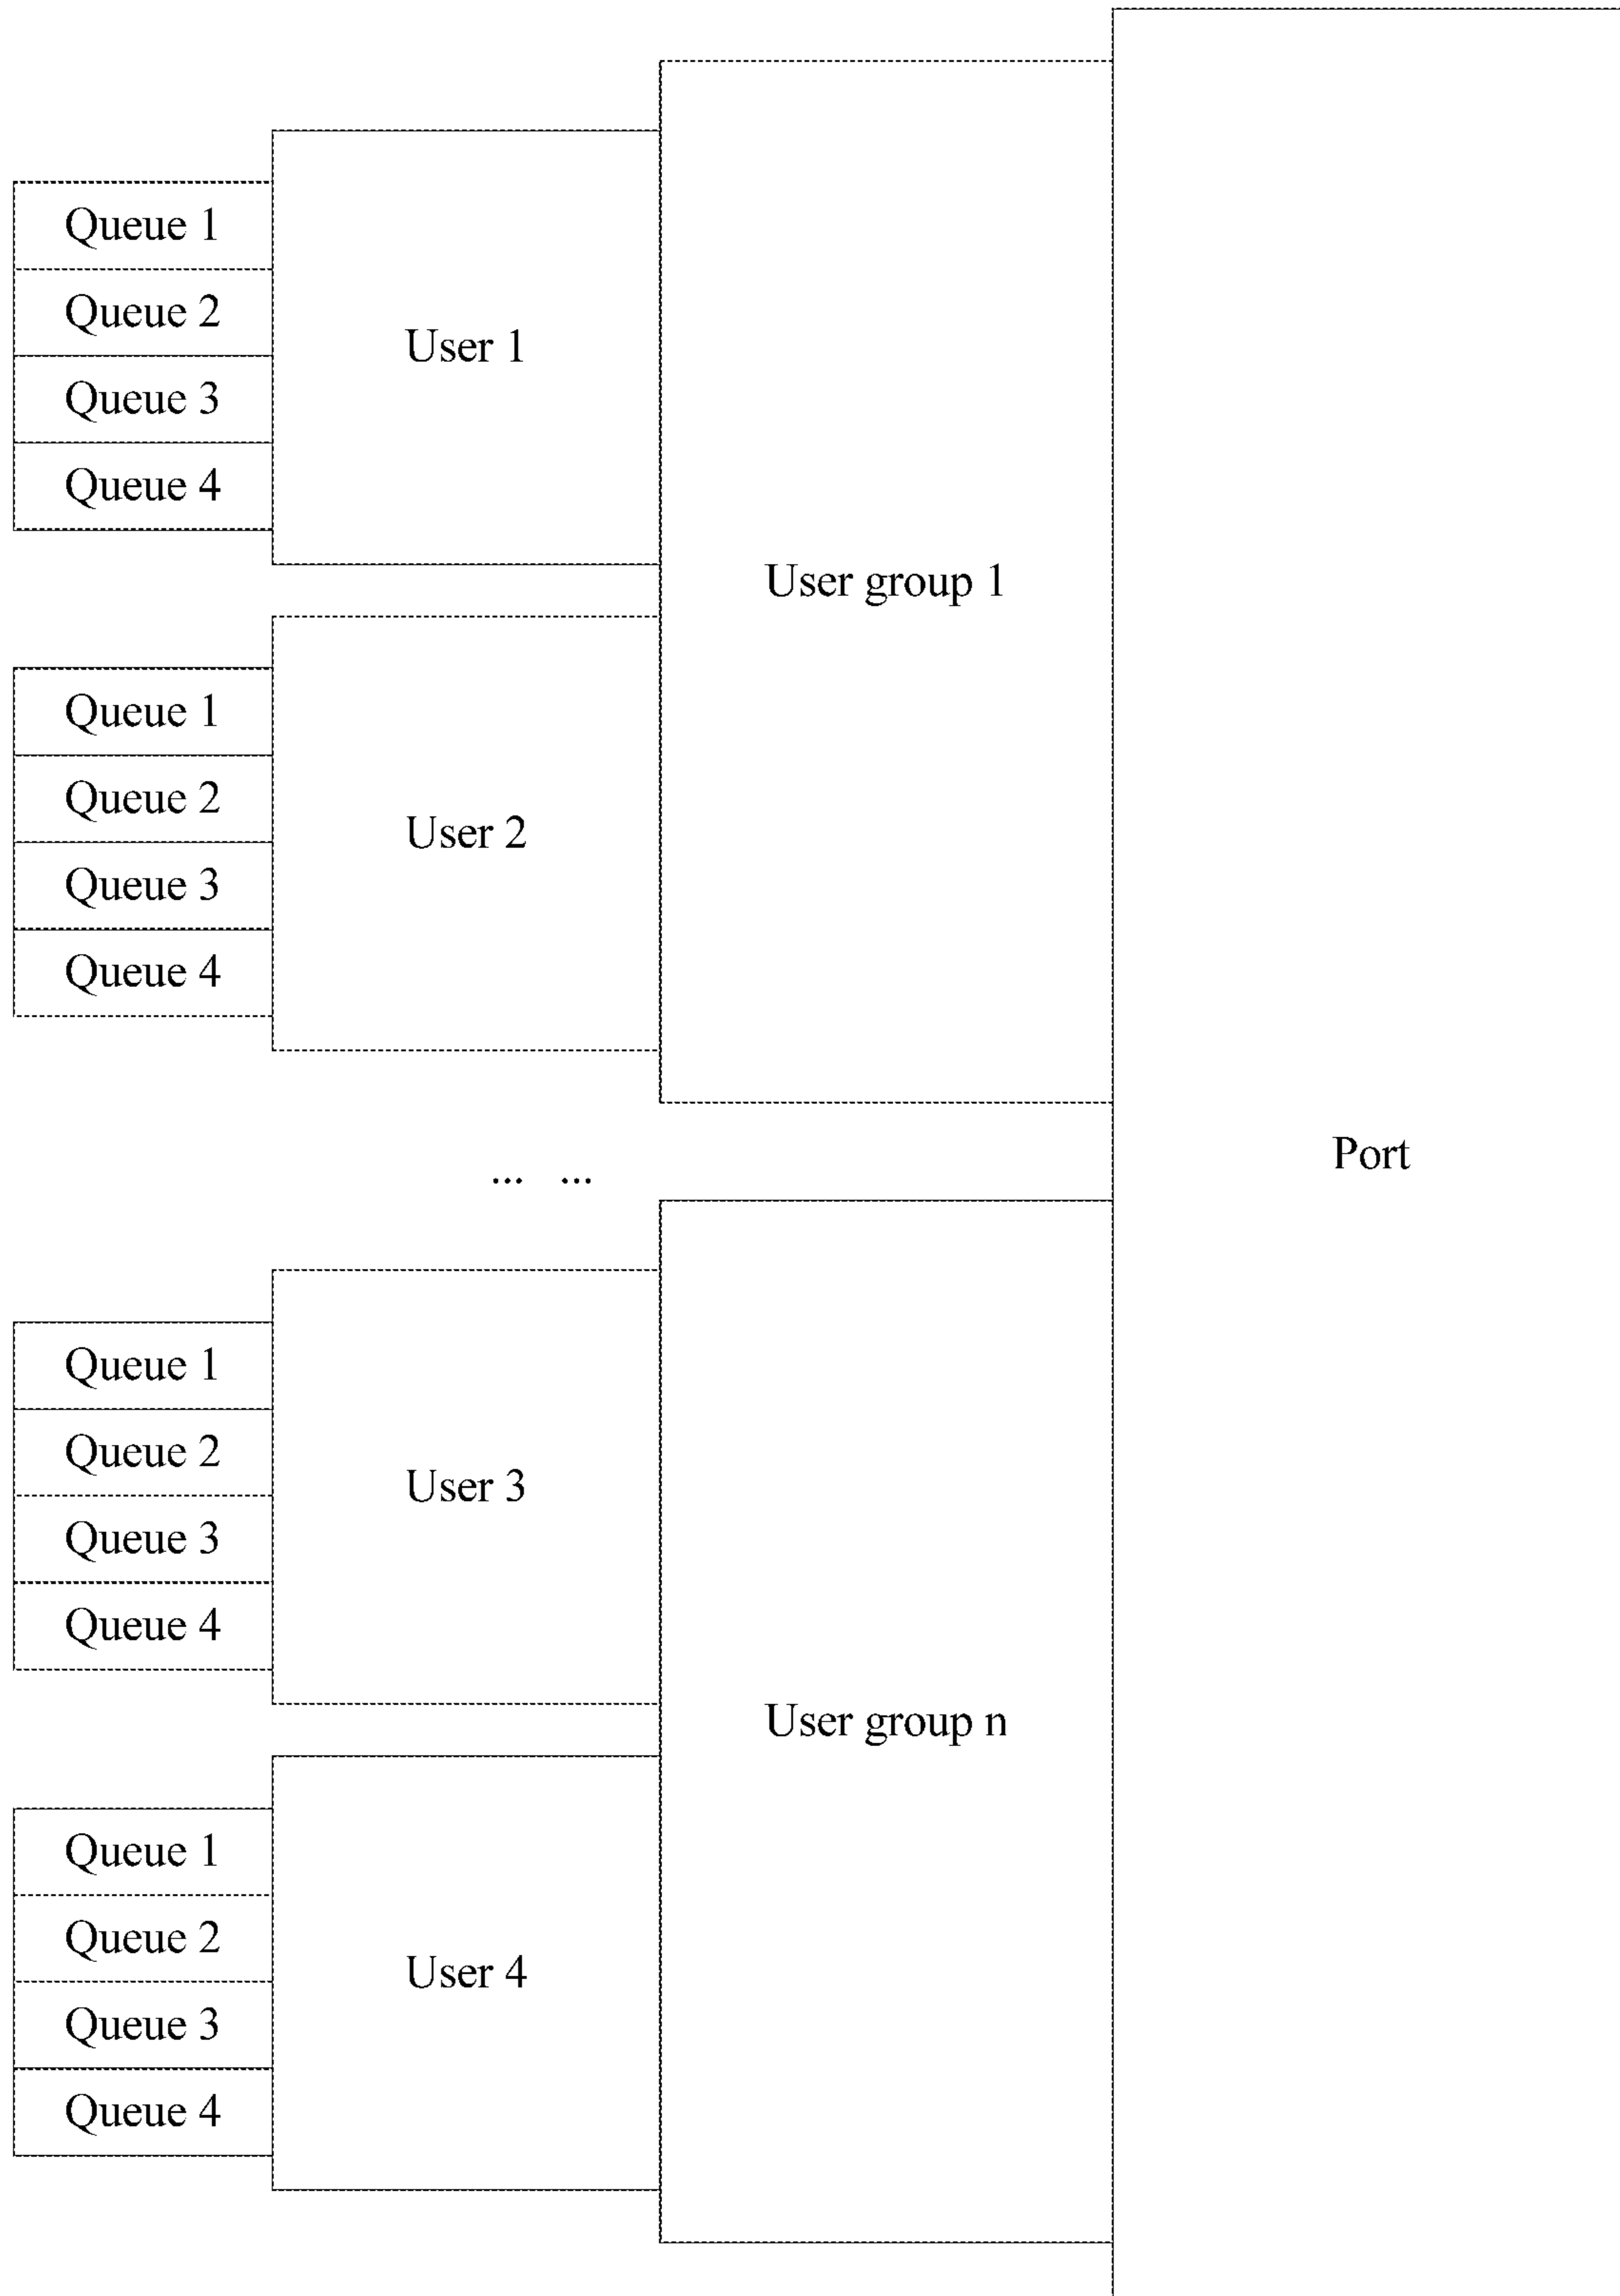 Queue 1
Queue 2
Queue 3
Queue 4
User 1
User group 1
Queue 1
Queue 2
Queue 3
Queue 4
User 2
Port
... ...
Queue 1
Queue 2
Queue 3
Queue 4
User 3
User group n
Queue 1
Queue 2
Queue 3
Queue 4
User 4